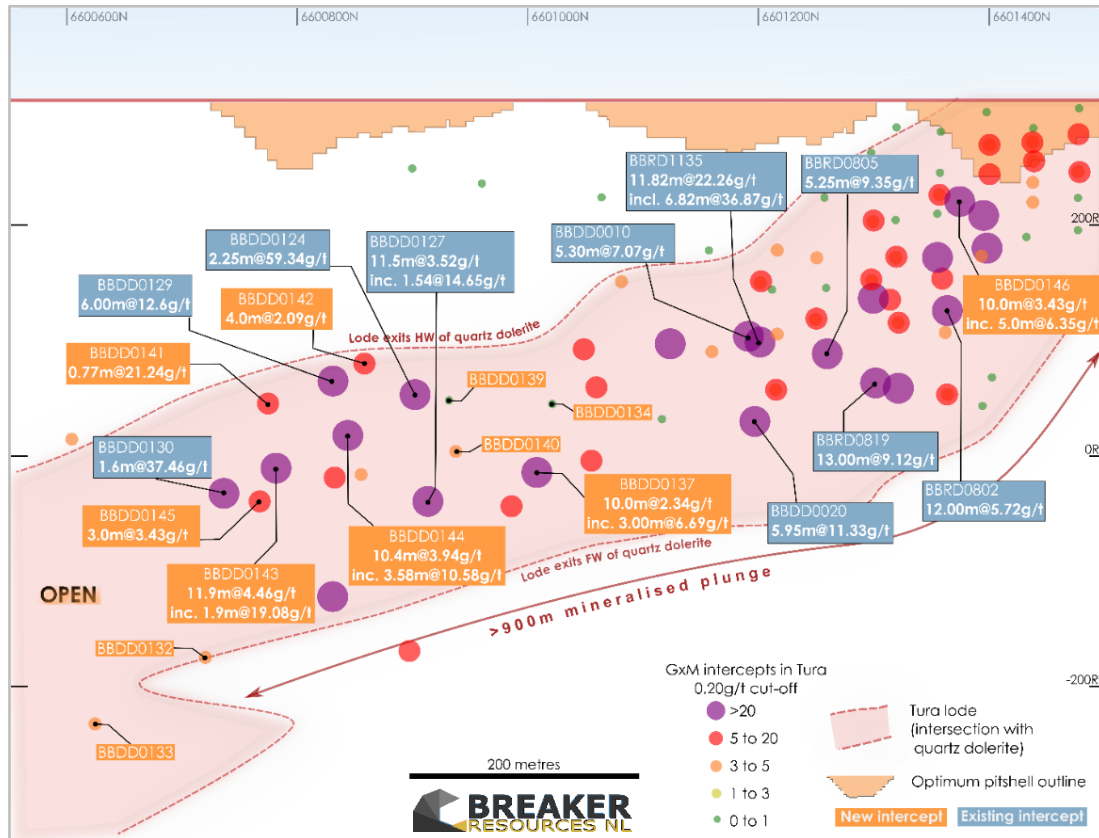 6600600N
6600800N
6601000N
6601200N
6601400N
BBRD1135
11.82m@22.26g/t
incl. 6.82m@36.87g/t
BBRD0805
5.25m@9.35g/t
200R
BBDD0124
2.25m@59.34g/t
BBDD0127
11.5m@3.52g/t
inc. 1.54@14.65g/t
BBDD0010
5.30m@7.07g/t
BBDD0129
6.00m@12.6g/t
BBDD0142
4.0m@2.09g/t
BBDD0146
10.0m@3.43g/t
inc. 5.0m@6.35g/t
Lode exits HW of quartz dolerite
BBDD0141
0.77m@21.24g/t
BBDD0139
BBDD0134
BBDD0130
1.6m@37.46g/t
BBDD0140
BBRD0819
13.00m@9.12g/t
0R
BBDD0137
10.0m@2.34g/t
inc. 3.00m@6.69g/t
BBRD0802
12.00m@5.72g/t
BBDD0145
3.0m@3.43g/t
BBDD0144
10.4m@3.94g/t
inc. 3.58m@10.58g/t
BBDD0020
5.95m@11.33g/t
Lode exits FW of quartz dolerite
BBDD0143
11.9m@4.46g/t
inc. 1.9m@19.08g/t
OPEN
>900m mineralised plunge
BBDD0132
BBDD0133
-200R
GxM intercepts in Tura
0.20g/t cut-off
>20
5 to 20
3 to 5
1 to 3
0 to 1
Tura lode
(intersection with
quartz dolerite)
Optimum pitshell outline
New intercept
Existing intercept
200 metres
BREAKER
RESOURCES NL